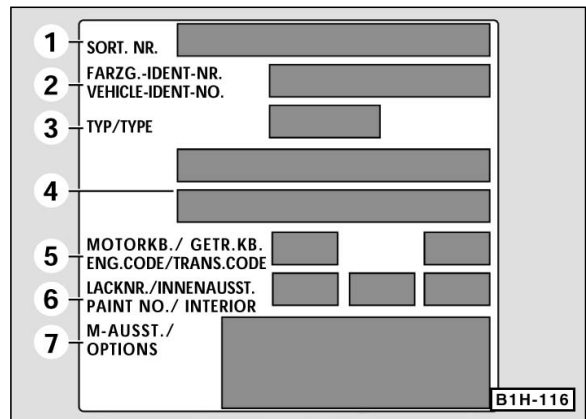 1 SORT. NR.
2 FARZG.-IDENT-NR.
VEHICLE-IDENT-NO.
3 TYP/TYPE
4
5 MOTORKB./ GETR.KB.
ENG.CODE/TRANS.CODE
6 LACKNR./INNENAUSST.
PAINT NO./ INTERIOR
7 M-AUSST./
OPTIONS
B1H-116